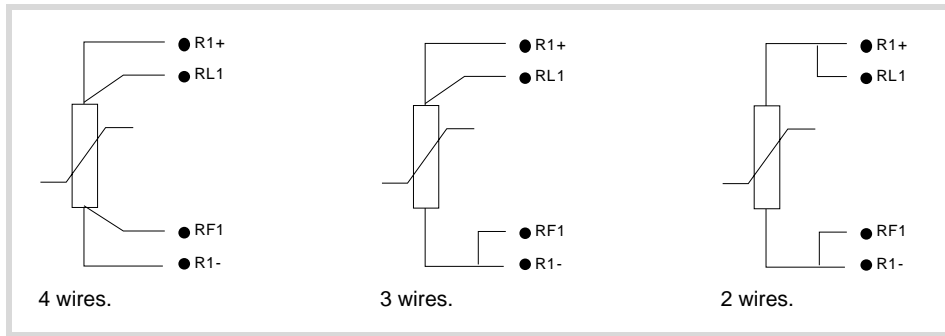 R1+ R1+ R1+
RL1 RL1 RL1
RF1 RF1 RF1
R1- R1- R1-
4 wires. 3 wires. 2 wires.